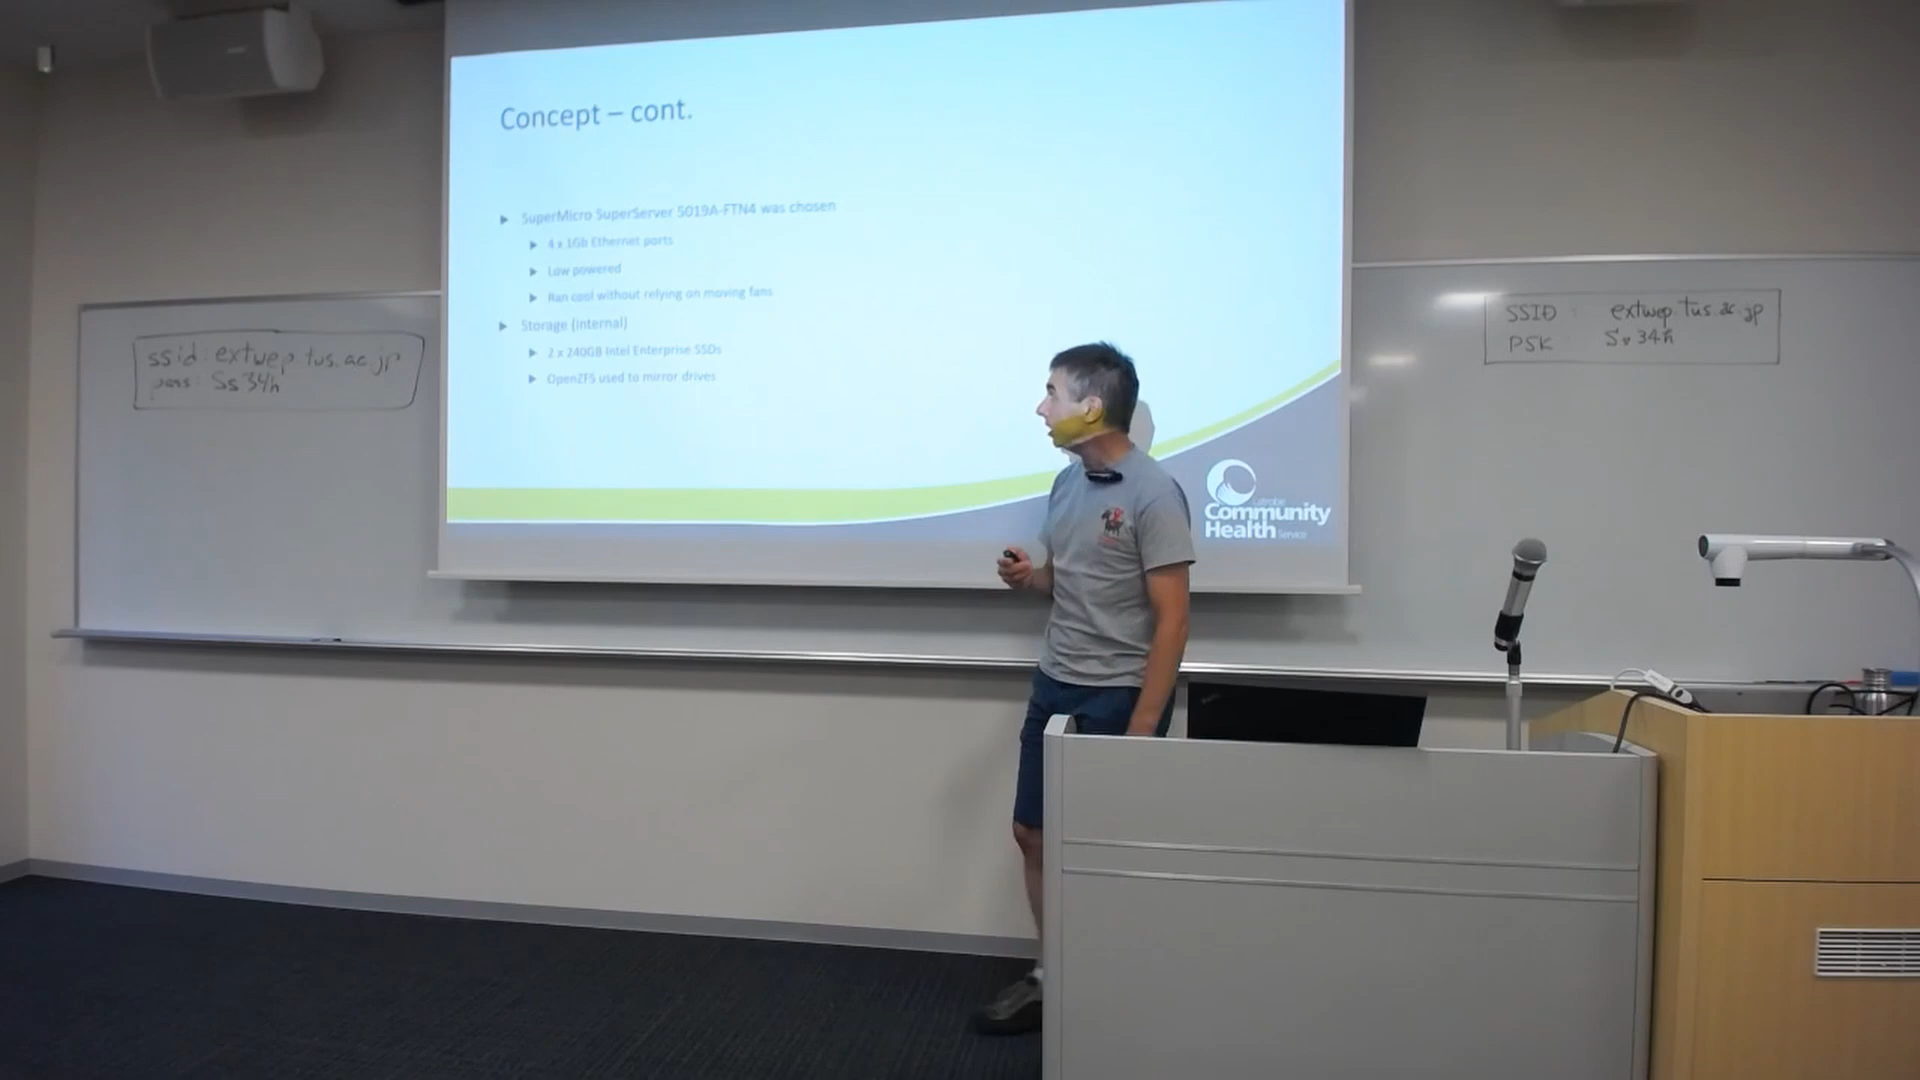 Concept – cont.
SuperMicro SuperServer 5019A-FTN4 was chosen
4 x 1Gb Ethernet ports
Low powered
Ran cool without relying on moving fans
Storage (internal)
2 x 240GB Intel Enterprise SSDs
OpenZFS used to mirror drives
Latrobe
Community
Health Service
ssid: extwep.tus.ac.jp
pass: Ss34h
SSID : extwep.tus.ac.jp
PSK